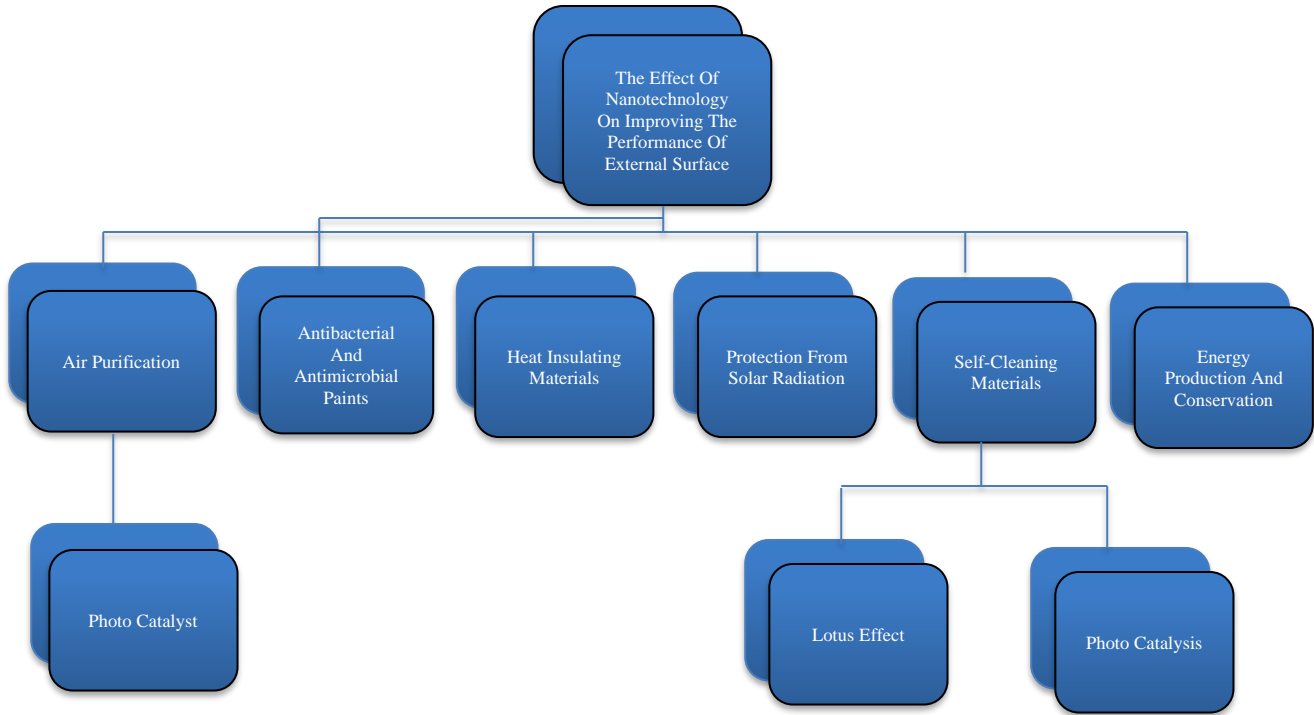 The Effect Of
Nanotechnology
On Improving The
Performance Of
External Surface
Air Purification
Antibacterial
And
Antimicrobial
Paints
Heat Insulating
Materials
Protection From
Solar Radiation
Self-Cleaning
Materials
Energy
Production And
Conservation
Photo Catalyst
Lotus Effect
Photo Catalysis